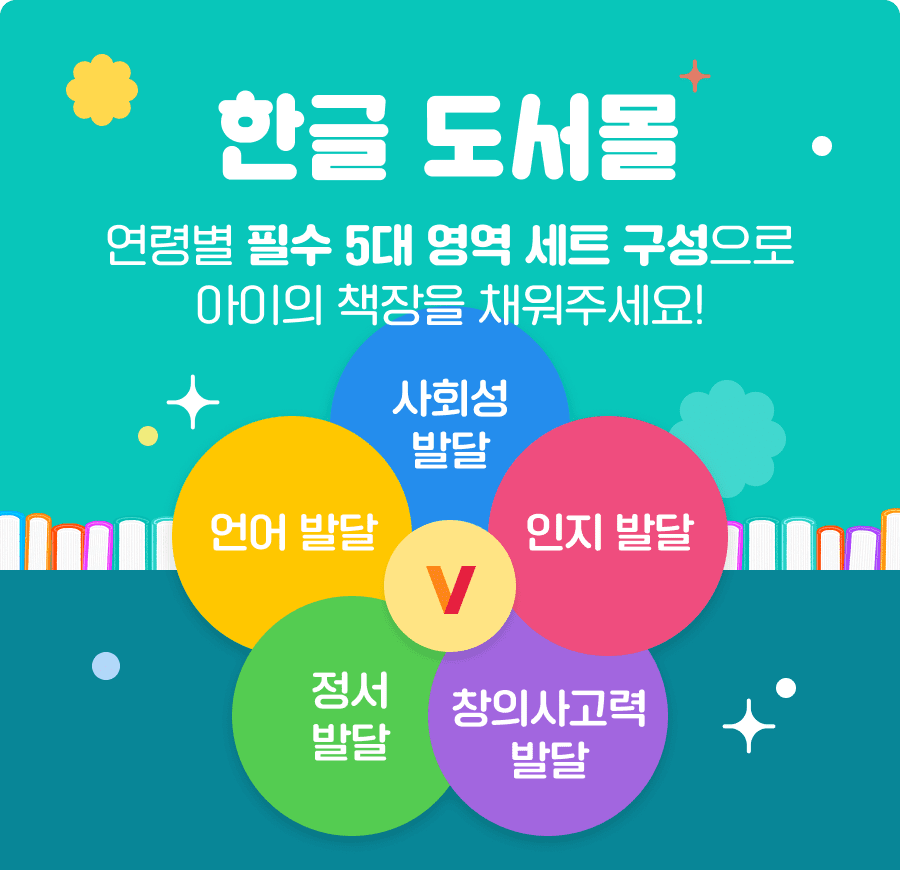 한글 도서몰
연령별 필수 5대 영역 세트 구성으로
아이의 책장을 채워주세요!
사회성
발달
언어 발달
인지 발달
V
정서
발달
창의사고력
발달